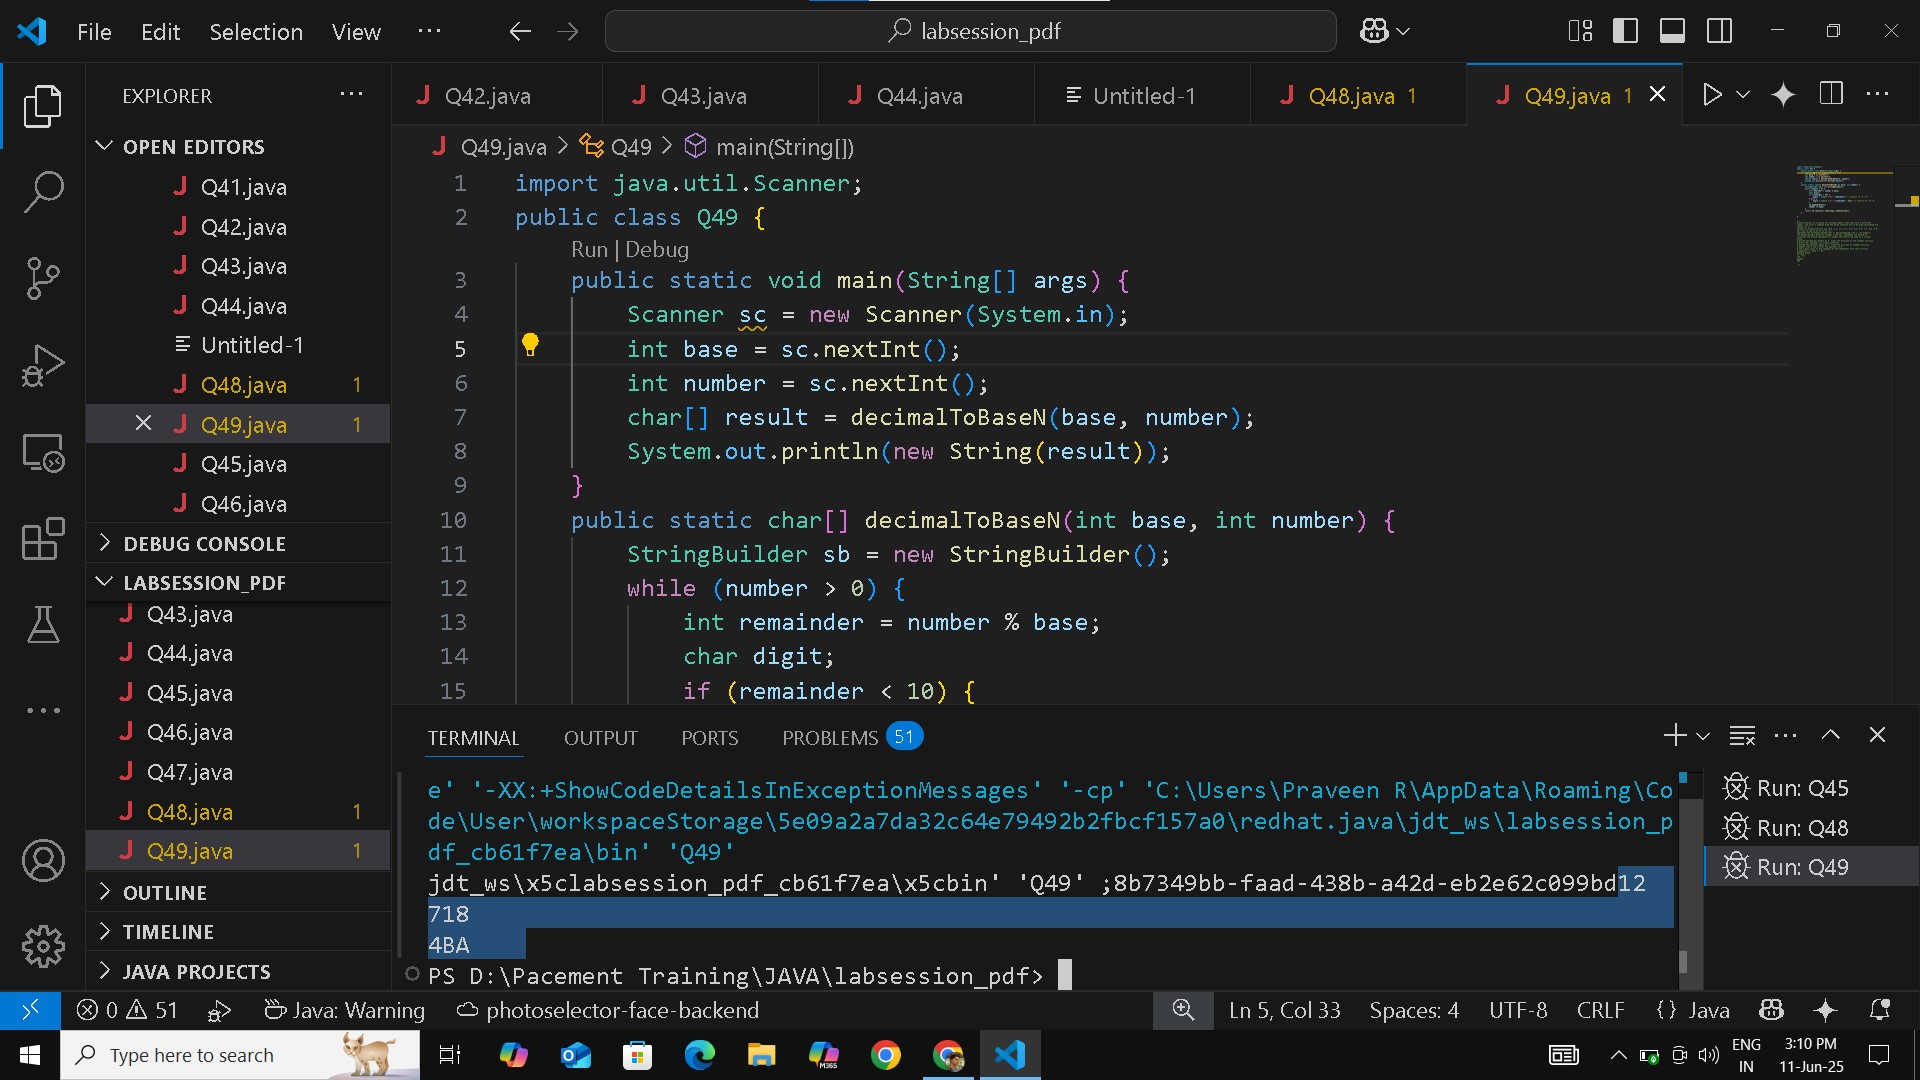 File Edit Selection View ...
labsession_pdf
EXPLORER ...
OPEN EDITORS
Q41.java
Q42.java
Q43.java
Q44.java
Untitled-1
Q48.java 1
Q49.java 1
Q45.java
Q46.java
DEBUG CONSOLE
LABSESSION_PDF
Q43.java
Q44.java
Q45.java
Q46.java
Q47.java
Q48.java 1
Q49.java 1
OUTLINE
TIMELINE
JAVA PROJECTS
Q42.java Q43.java Q44.java Untitled-1 Q48.java 1 Q49.java 1
Q49.java > Q49 > main(String[])
1 import java.util.Scanner;
2 public class Q49 {
Run | Debug
3 public static void main(String[] args) {
4 Scanner sc = new Scanner(System.in);
5 int base = sc.nextInt();
6 int number = sc.nextInt();
7 char[] result = decimalToBaseN(base, number);
8 System.out.println(new String(result));
9 }
10 public static char[] decimalToBaseN(int base, int number) {
11 StringBuilder sb = new StringBuilder();
12 while (number > 0) {
13 int remainder = number % base;
14 char digit;
15 if (remainder < 10) {
TERMINAL OUTPUT PORTS PROBLEMS 51
e' '-XX:+ShowCodeDetailsInExceptionMessages' '-cp' 'C:\Users\Praveen R\AppData\Roaming\Co
de\User\workspaceStorage\5e09a2a7da32c64e79492b2fbcf157a0\redhat.java\jdt_ws\labsession_p
df_cb61f7ea\bin' 'Q49'
jdt_ws\x5clabsession_pdf_cb61f7ea\x5cbin' 'Q49' ;8b7349bb-faad-438b-a42d-eb2e62c099bd12
718
4BA
PS D:\Pacement Training\JAVA\labsession_pdf>
Run: Q45
Run: Q48
Run: Q49
0 51 Java: Warning photoselector-face-backend Ln 5, Col 33 Spaces: 4 UTF-8 CRLF {} Java
Type here to search
M365
ENG
IN
3:10 PM
11-Jun-25